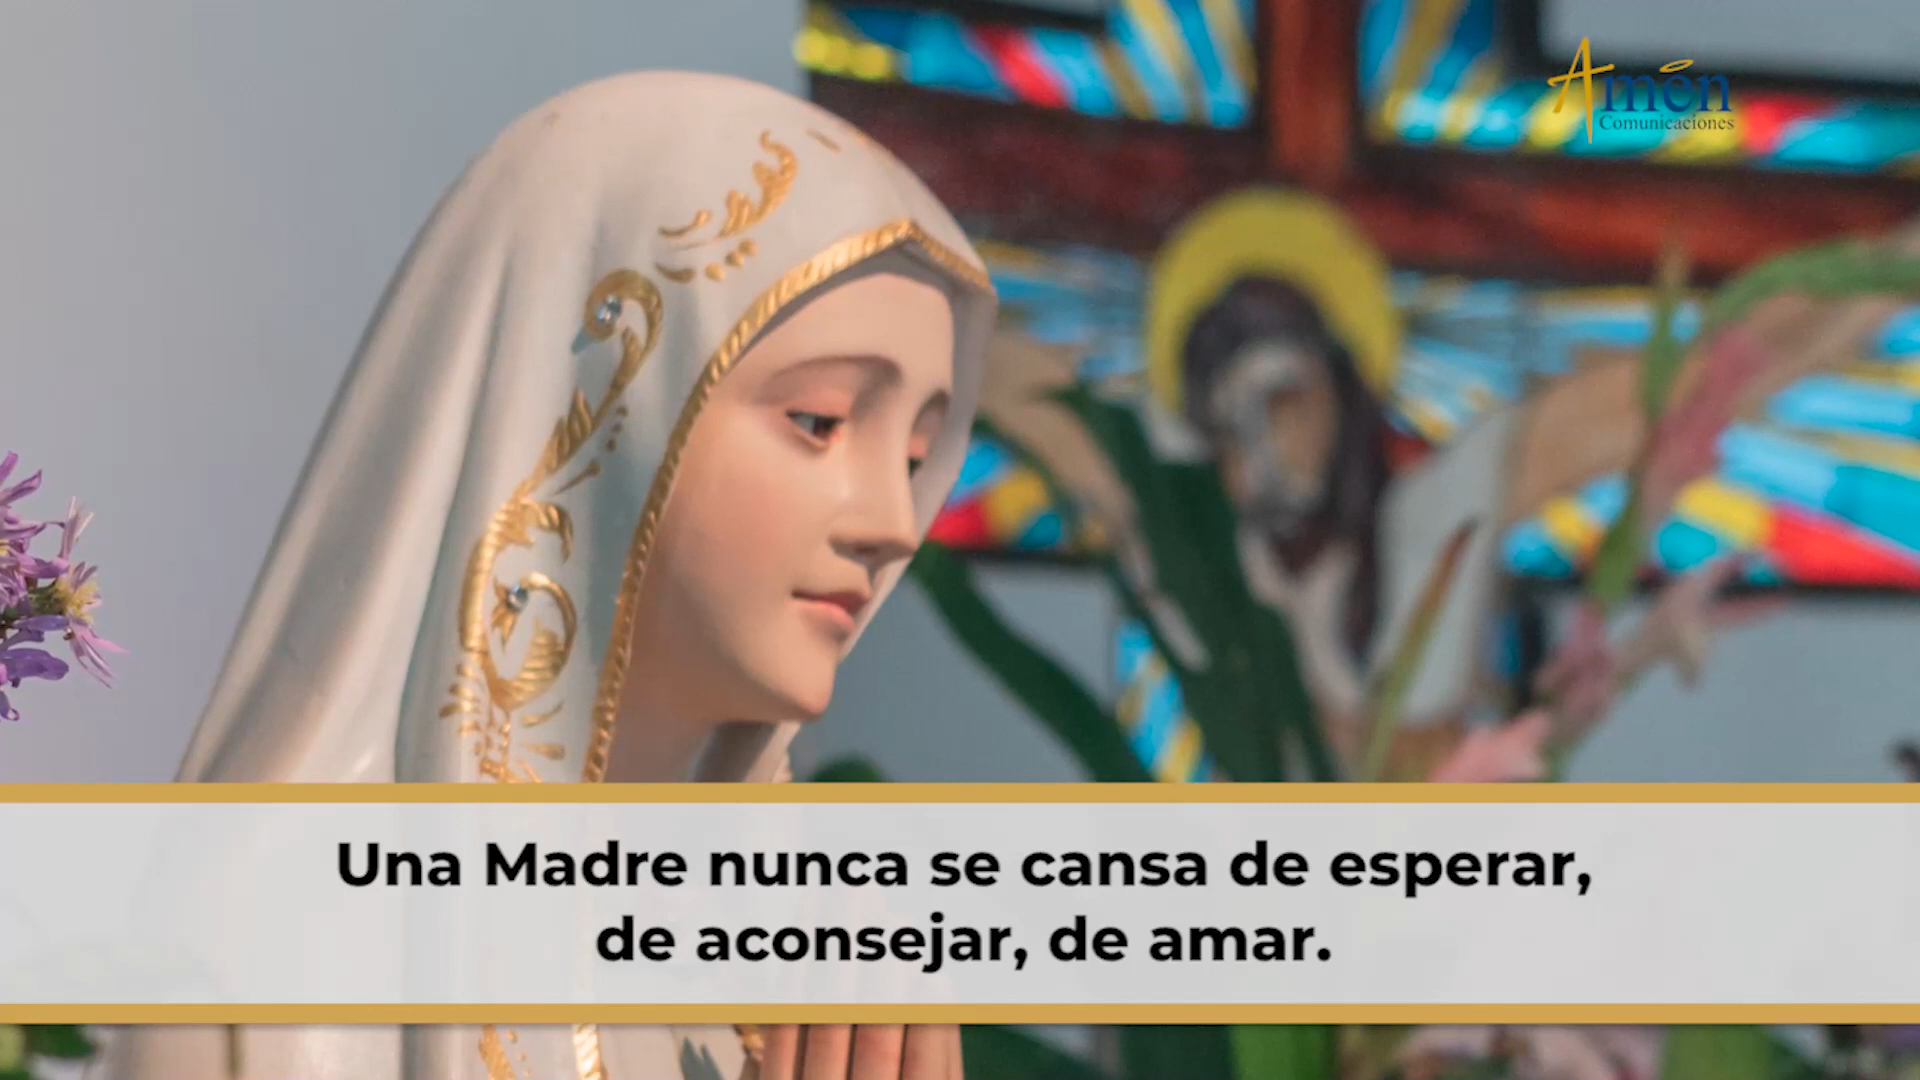 Amén
Comunicaciones
Una Madre nunca se cansa de esperar,
de aconsejar, de amar.